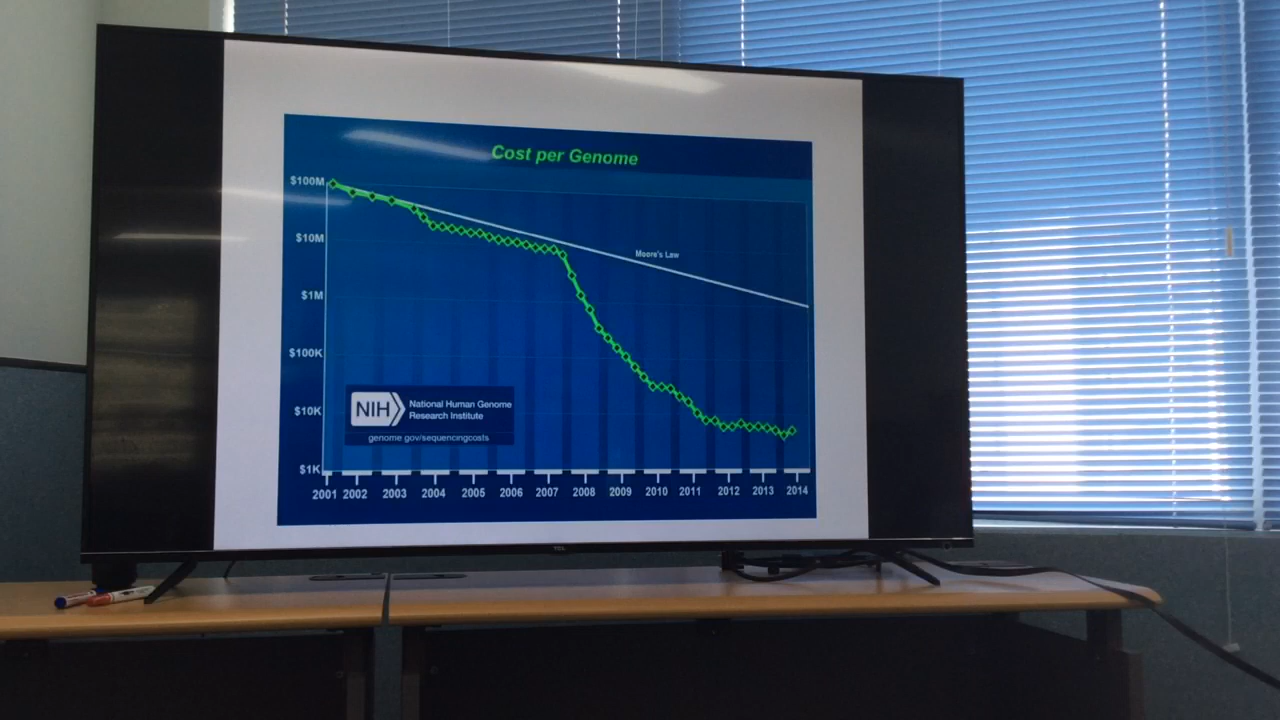 Cost per Genome
$100M
$10M
Moore's Law
$1M
$100K
NIH
National Human Genome
Research Institute
$10K
genome.gov/sequencingcosts
$1K
2001 2002 2003 2004 2005 2006 2007 2008 2009 2010 2011 2012 2013 2014
TCL